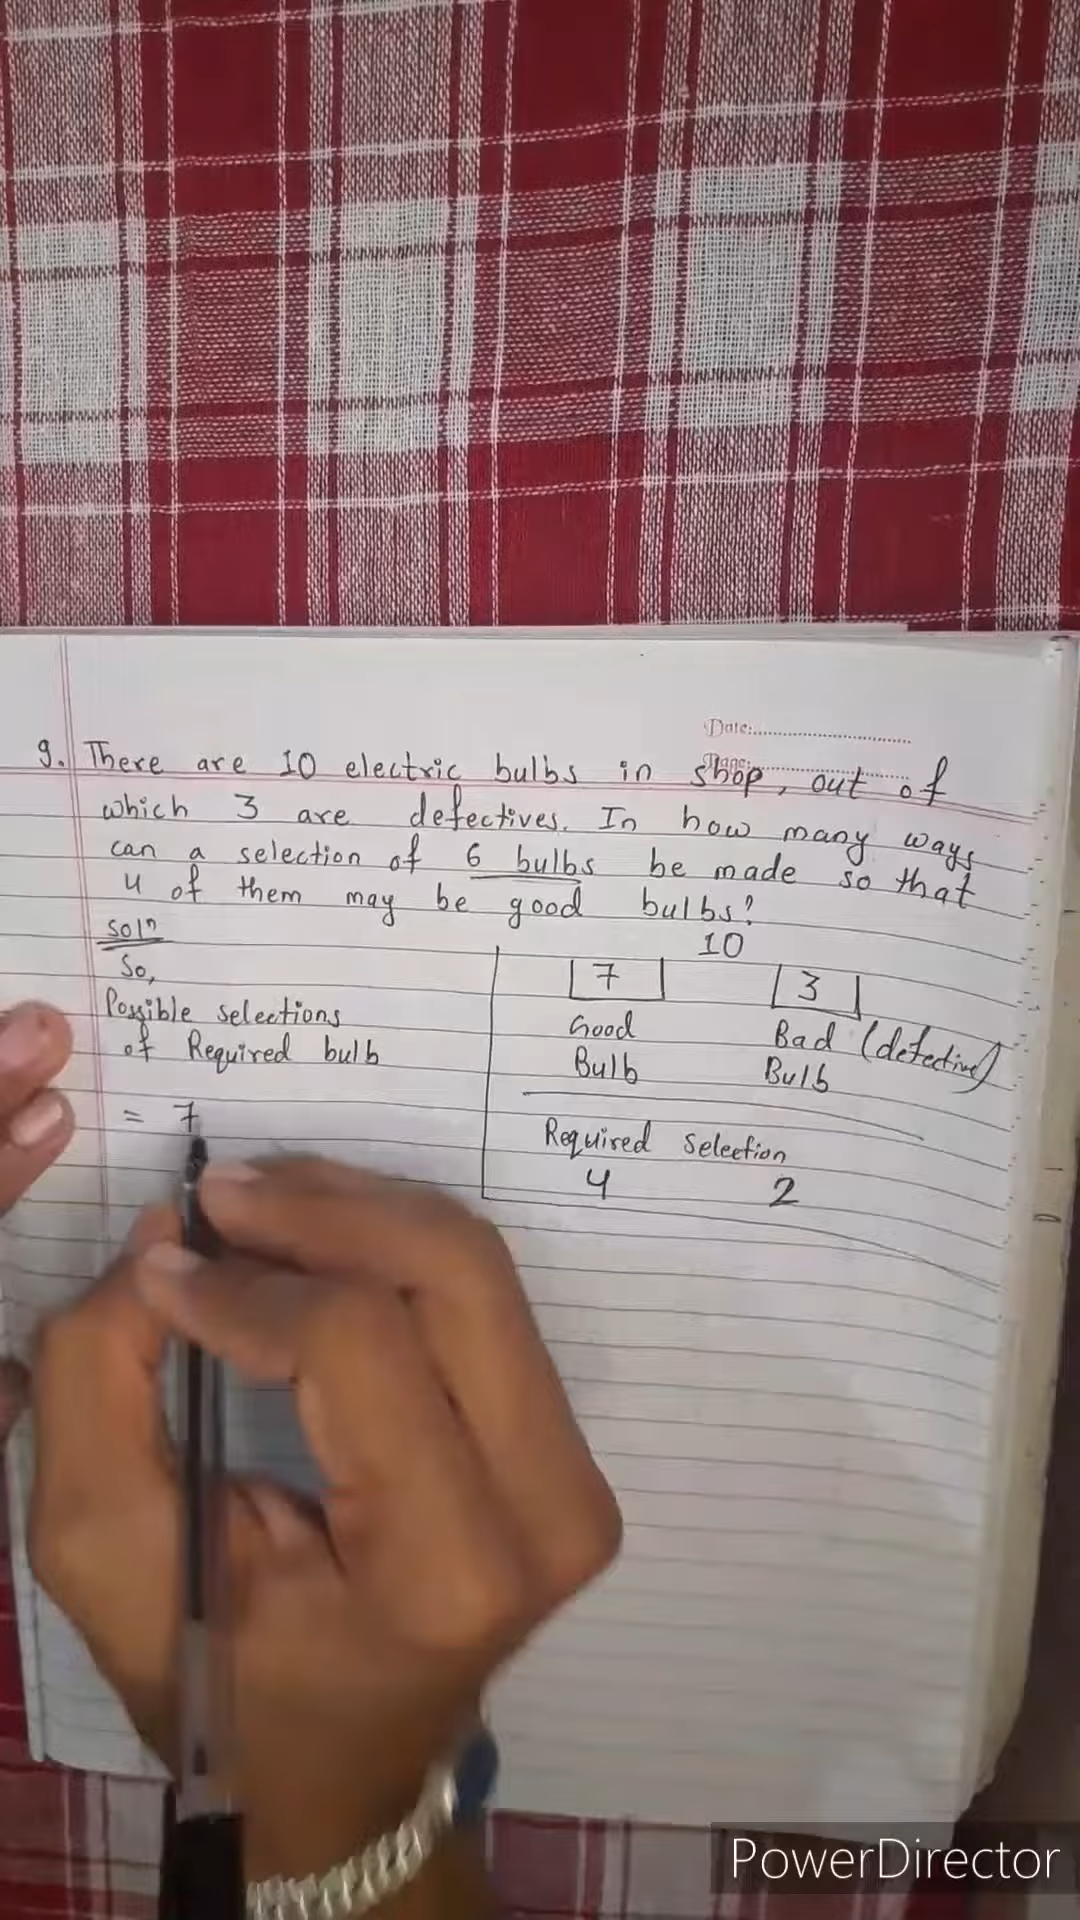 Date:
Page:
9. There are 10 electric bulbs in shop, out of
which 3 are defectives. In how many ways
can a selection of 6 bulbs be made so that
4 of them may be good bulbs?
Solⁿ
10
So,
7 3
Possible selections
of Required bulb
Good Bad (defective)
Bulb Bulb
= 7
Required Selection
4 2
PowerDirector